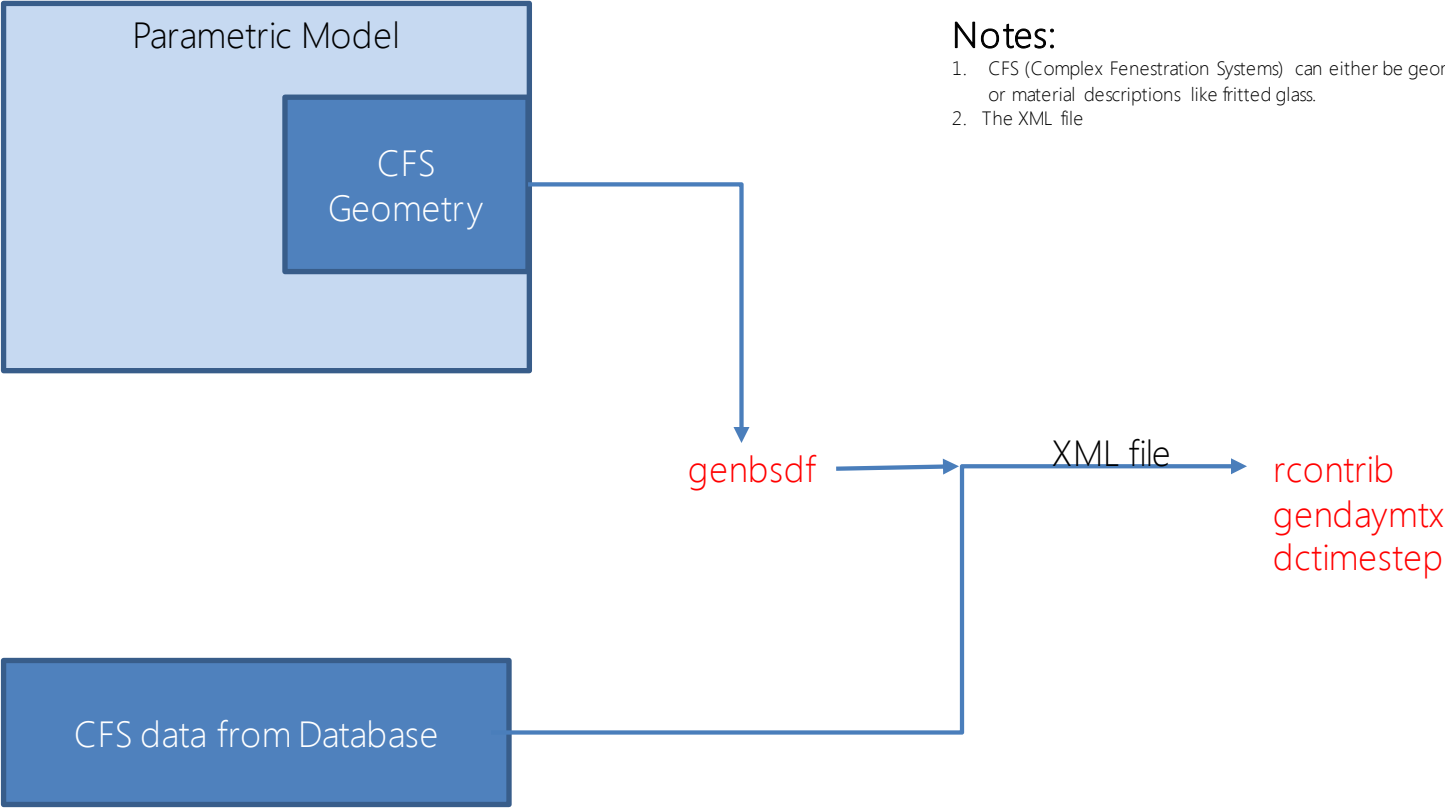 Parametric Model
CFS
Geometry
Notes:
1. CFS (Complex Fenestration Systems) can either be
or material descriptions like fritted glass.
2. The XML file
genbsdf
XML file
rcontrib
gendaymtx
dctimestep
CFS data from Database